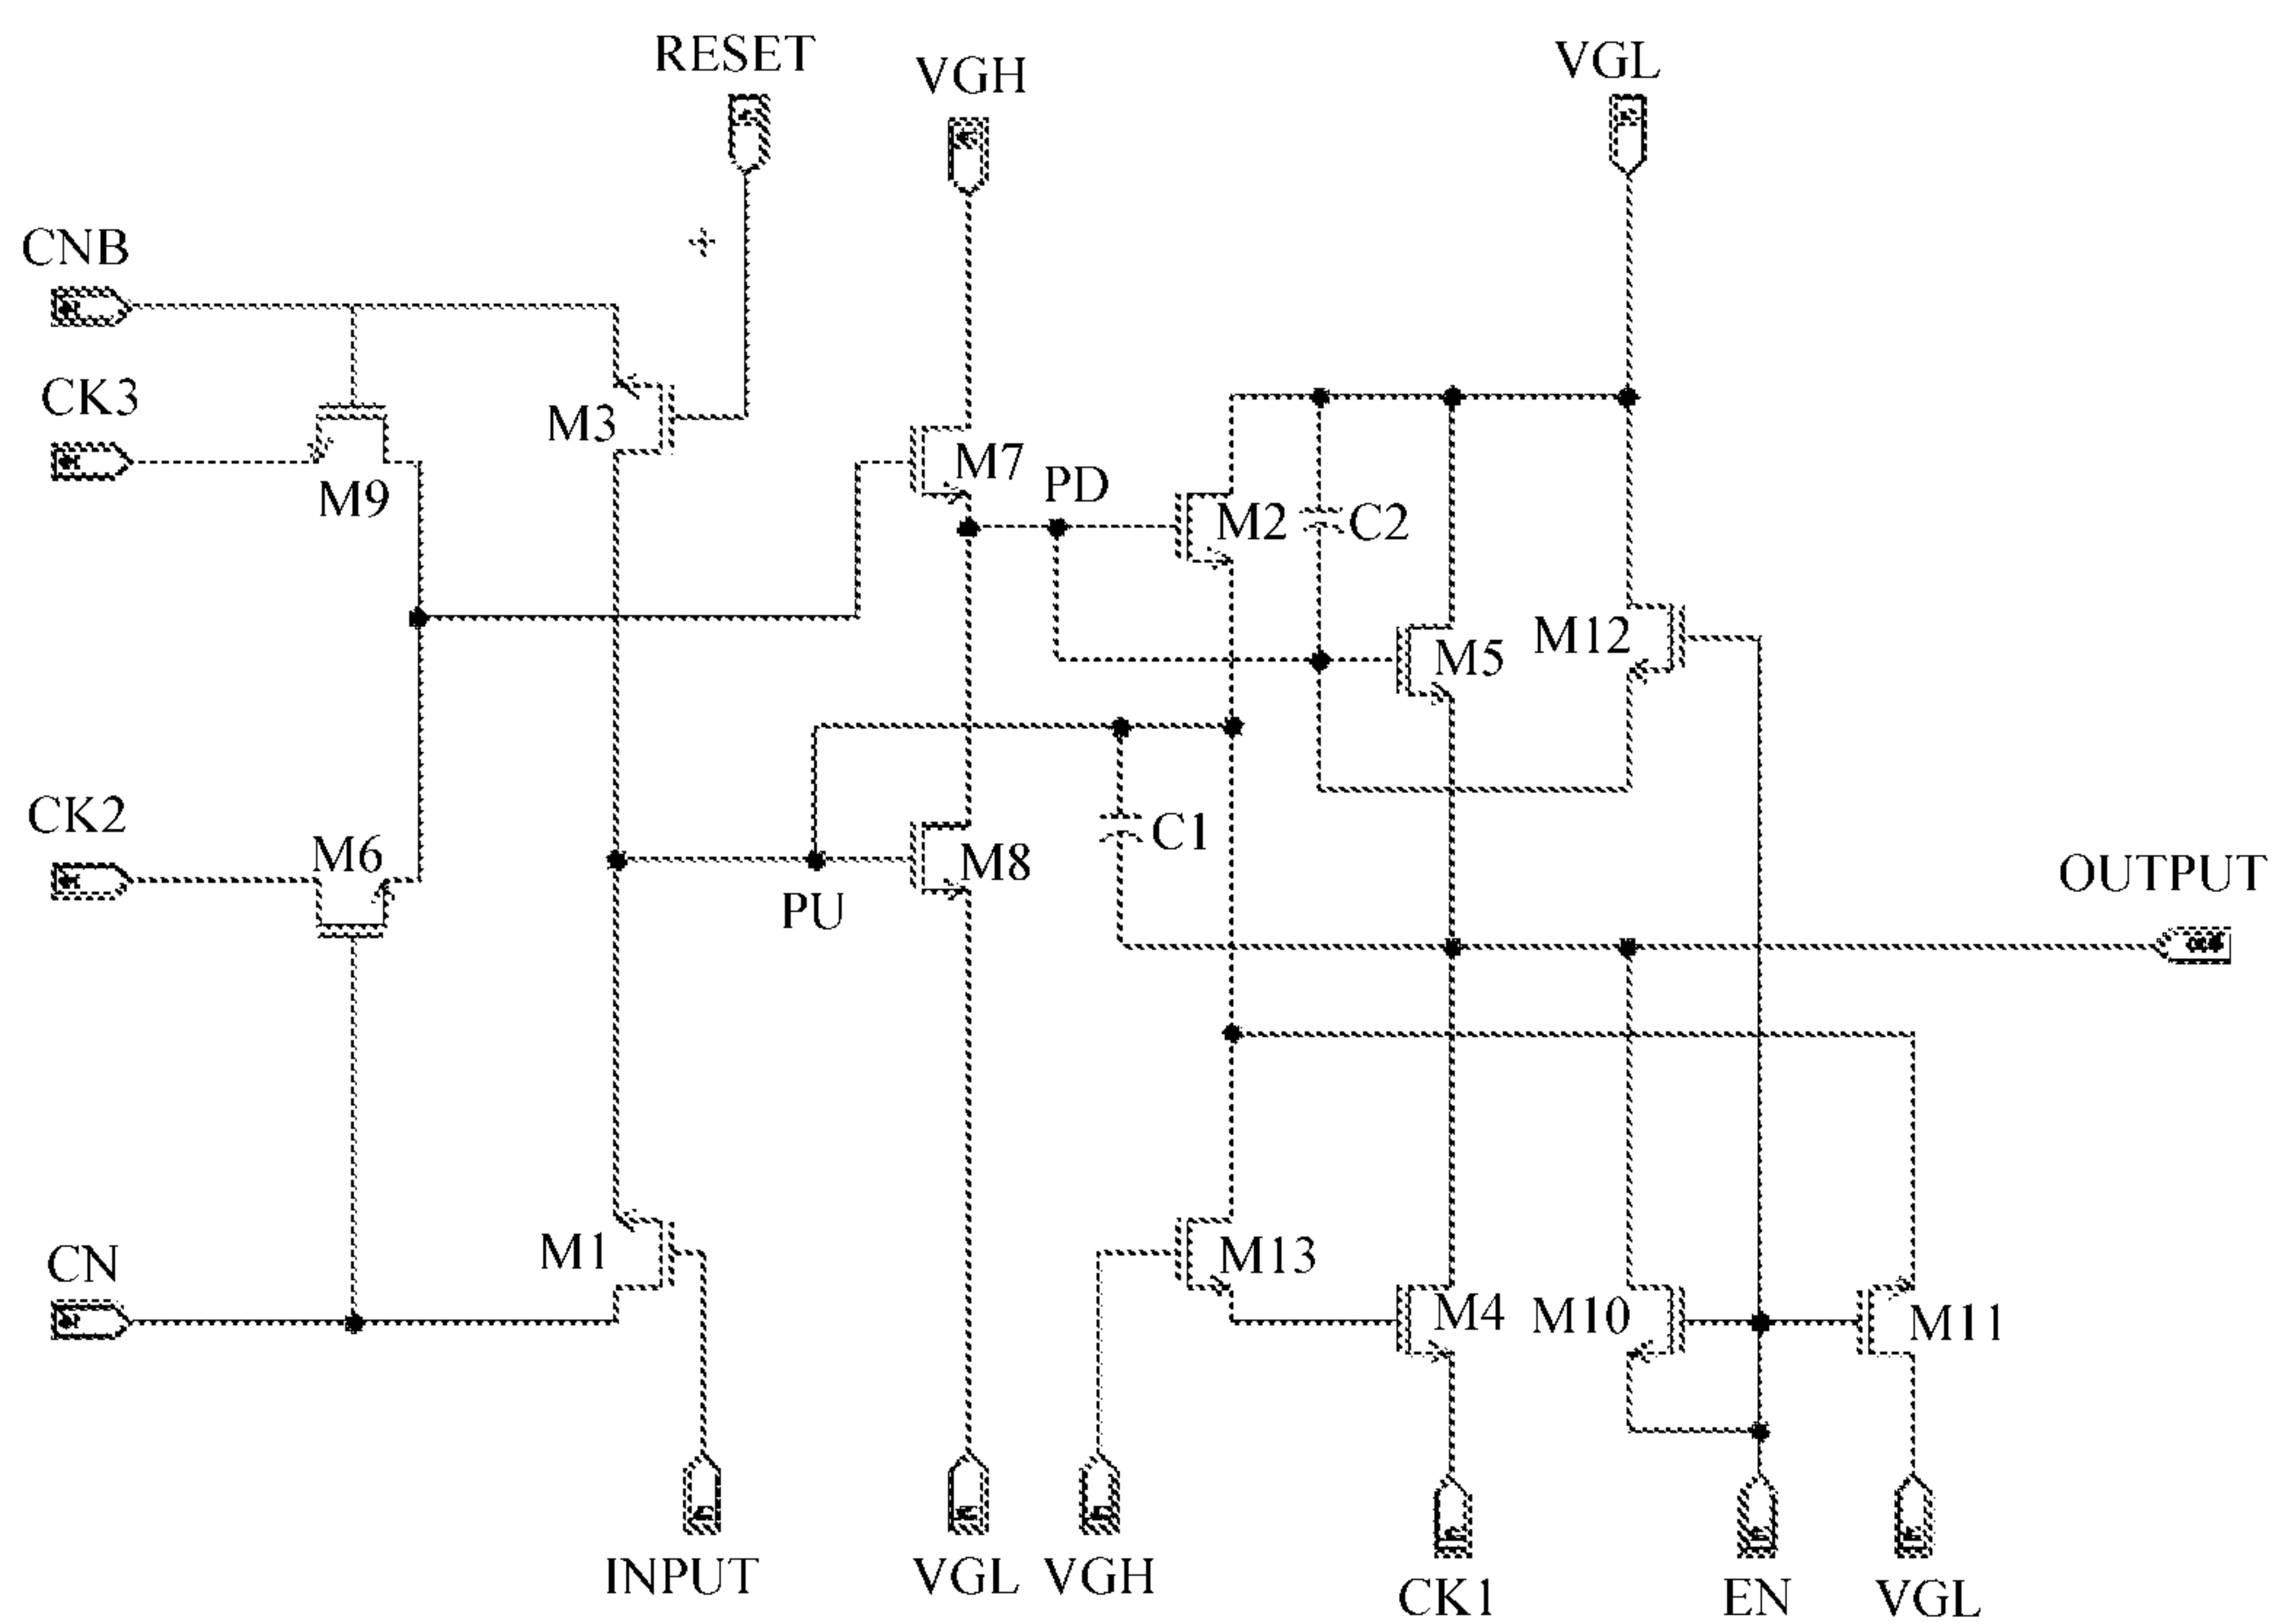 RESET
VGH
VGL
CNB
CK3
M3
M9
M7
PD
M2
C2
M12
M5
CK2
M6
C1
M8
PU
OUTPUT
CN
M1
M13
M4
M10
M11
INPUT
VGL
VGH
CK1
EN
VGL